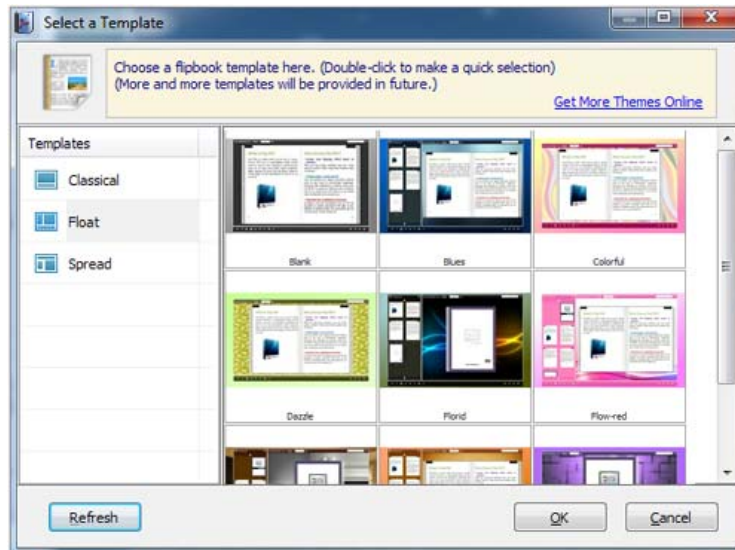 Select a Template
Choose a flipbook template here. (Double-click to make a quick selection)
(More and more templates will be provided in future.)
Get More Themes Online
Templates
Classical
Float
Spread
Blank
Blues
Colorful
Dazzle
Florid
Flow-red
Refresh
OK
Cancel